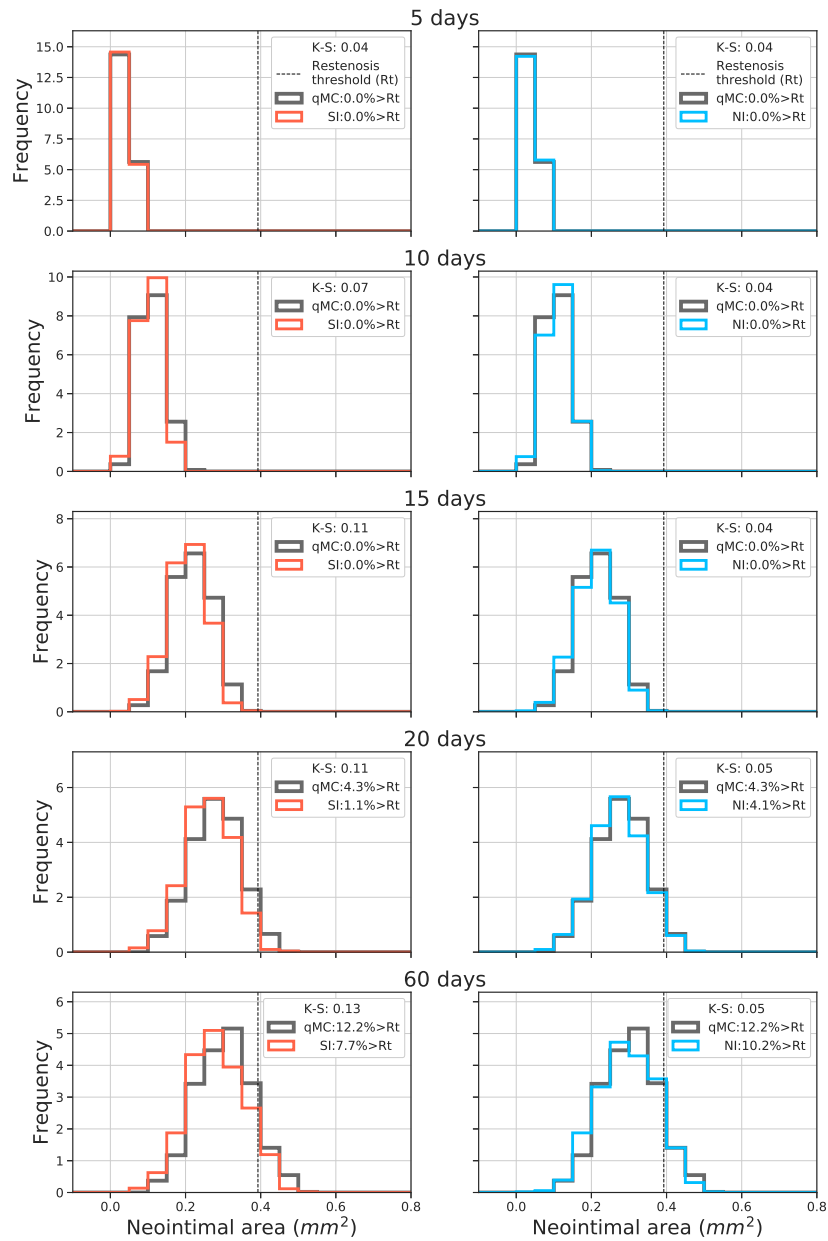 5 days
K-S: 0.04
Restenosis
threshold (Rt)
qMC:0.0%>Rt
SI:0.0%>Rt
K-S: 0.04
Restenosis
threshold (Rt)
qMC:0.0%>Rt
NI:0.0%>Rt
15.0
12.5
10.0
7.5
5.0
2.5
0.0
Frequency
10 days
K-S: 0.07
qMC:0.0%>Rt
SI:0.0%>Rt
K-S: 0.04
qMC:0.0%>Rt
NI:0.0%>Rt
10
8
6
4
2
0
Frequency
15 days
K-S: 0.11
qMC:0.0%>Rt
SI:0.0%>Rt
K-S: 0.04
qMC:0.0%>Rt
NI:0.0%>Rt
8
6
4
2
0
Frequency
20 days
K-S: 0.11
qMC:4.3%>Rt
SI:1.1%>Rt
K-S: 0.05
qMC:4.3%>Rt
NI:4.1%>Rt
6
4
2
0
Frequency
60 days
K-S: 0.13
qMC:12.2%>Rt
SI:7.7%>Rt
K-S: 0.05
qMC:12.2%>Rt
NI:10.2%>Rt
6
5
4
3
2
1
0
Frequency
0.0 0.2 0.4 0.6 0.8
0.0 0.2 0.4 0.6 0.8
Neointimal area (mm²)
Neointimal area (mm²)